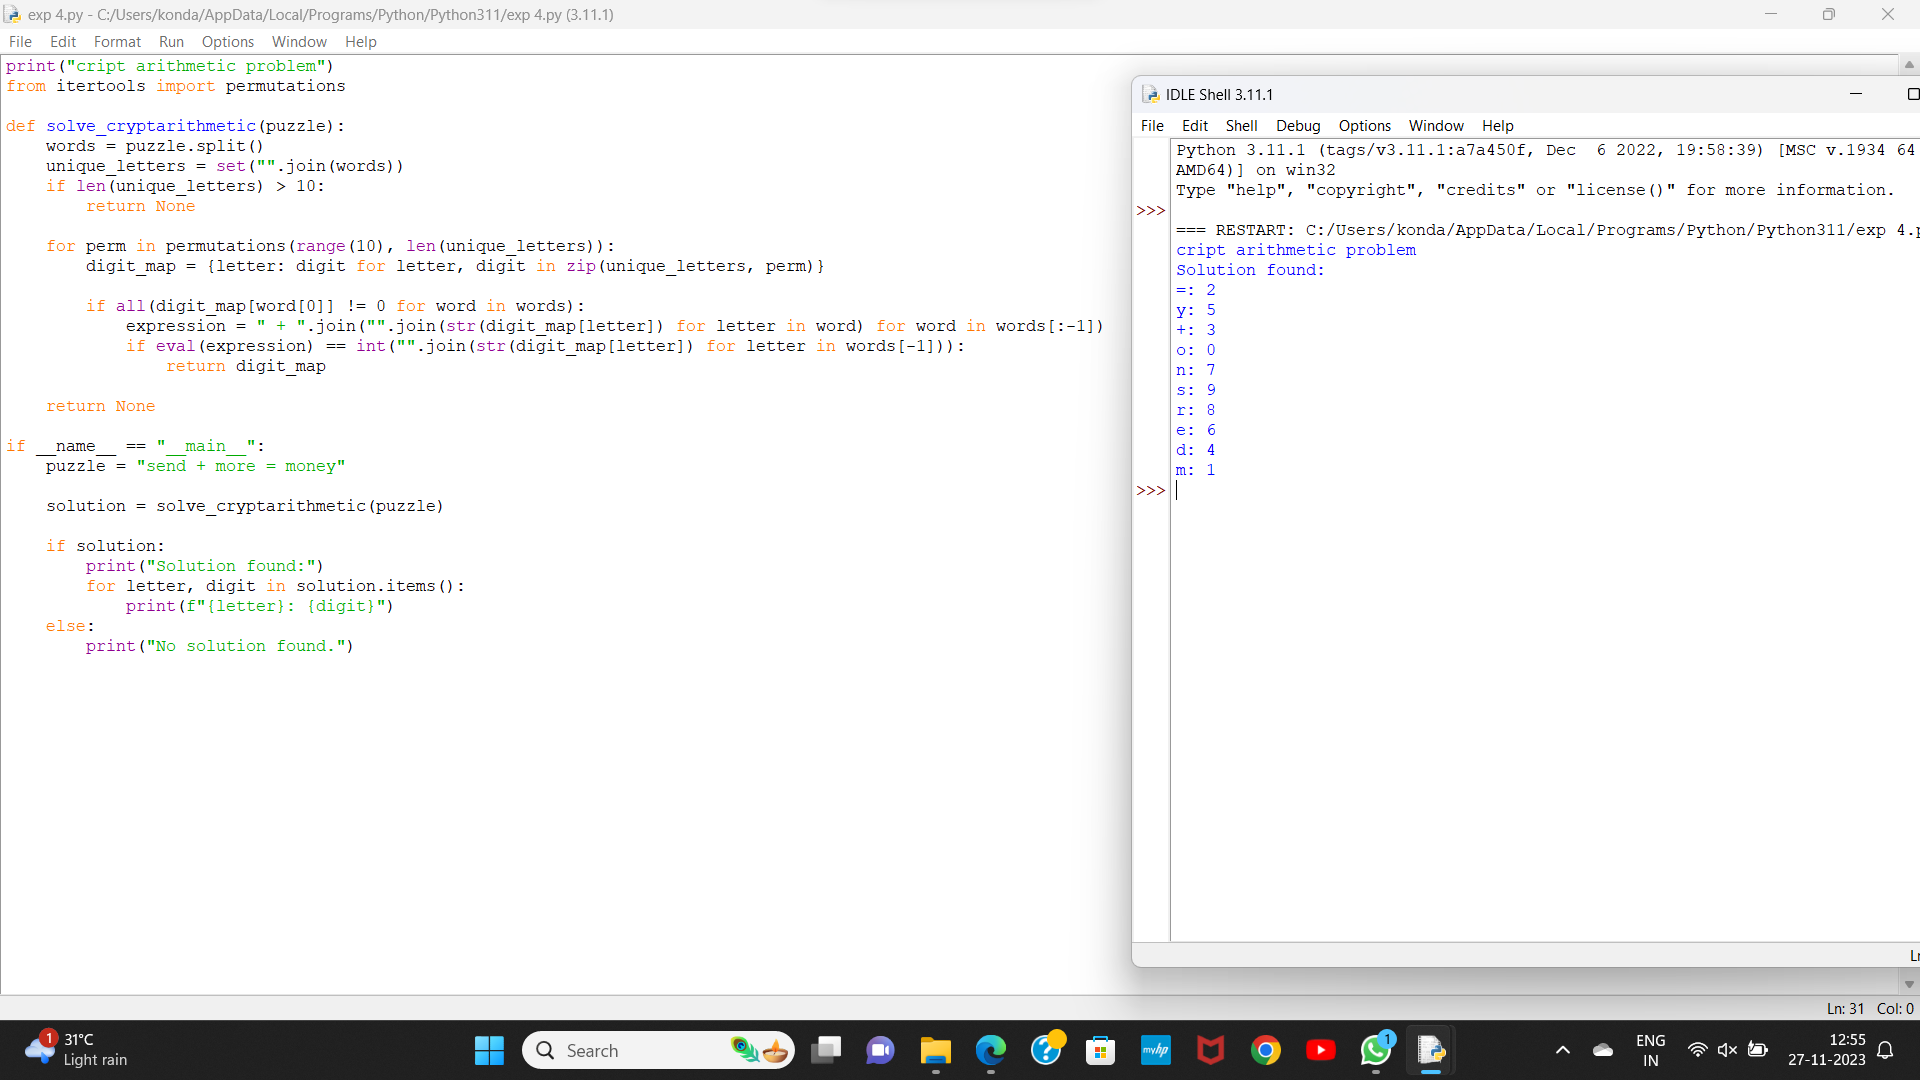 exp 4.py - C:/Users/konda/AppData/Local/Programs/Python/Python311/exp 4.py (3.11.1)
File Edit Format Run Options Window Help
print("cript arithmetic problem")
from itertools import permutations
def solve_cryptarithmetic(puzzle):
    words = puzzle.split()
    unique_letters = set("".join(words))
    if len(unique_letters) > 10:
        return None
    for perm in permutations(range(10), len(unique_letters)):
        digit_map = {letter: digit for letter, digit in zip(unique_letters, perm)}
        if all(digit_map[word[0]] != 0 for word in words):
            expression = " + ".join("".join(str(digit_map[letter]) for letter in word) for word in words[:-1])
            if eval(expression) == int("".join(str(digit_map[letter]) for letter in words[-1])):
                return digit_map
    return None
if __name__ == "__main__":
    puzzle = "send + more = money"
    solution = solve_cryptarithmetic(puzzle)
    if solution:
        print("Solution found:")
        for letter, digit in solution.items():
            print(f"{letter}: {digit}")
    else:
        print("No solution found.")
Ln: 31 Col: 0
IDLE Shell 3.11.1
File Edit Shell Debug Options Window Help
Python 3.11.1 (tags/v3.11.1:a7a450f, Dec  6 2022, 19:58:39) [MSC v.1934 64
AMD64)] on win32
Type "help", "copyright", "credits" or "license()" for more information.
>>>
=== RESTART: C:/Users/konda/AppData/Local/Programs/Python/Python311/exp 4.p
cript arithmetic problem
Solution found:
=: 2
y: 5
+: 3
o: 0
n: 7
s: 9
r: 8
e: 6
d: 4
m: 1
>>>
Ln
1
31°C
Light rain
Search
myhp
1
ENG
IN
12:55
27-11-2023